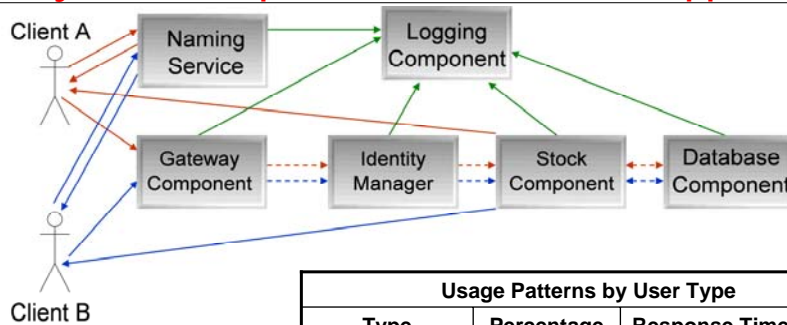 Client A
Naming
Service
Logging
Component
Gateway
Component
Identity
Manager
Stock
Component
Database
Component
Client B
Usage Patterns by User Type
Type
Percentage
Response Time